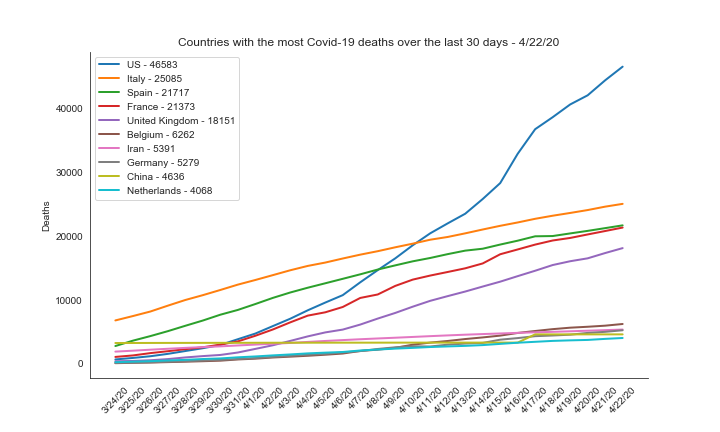 Countries with the most Covid-19 deaths over the last 30 days - 4/22/20
US - 46583
Italy - 25085
Spain - 21717
France - 21373
United Kingdom - 18151
Belgium - 6262
Iran - 5391
Germany - 5279
China - 4636
Netherlands - 4068
Deaths
40000
30000
20000
10000
0
3/24/20
3/25/20
3/26/20
3/27/20
3/28/20
3/29/20
3/30/20
3/31/20
4/1/20
4/2/20
4/3/20
4/4/20
4/5/20
4/6/20
4/7/20
4/8/20
4/9/20
4/10/20
4/11/20
4/12/20
4/13/20
4/14/20
4/15/20
4/16/20
4/17/20
4/18/20
4/19/20
4/20/20
4/21/20
4/22/20